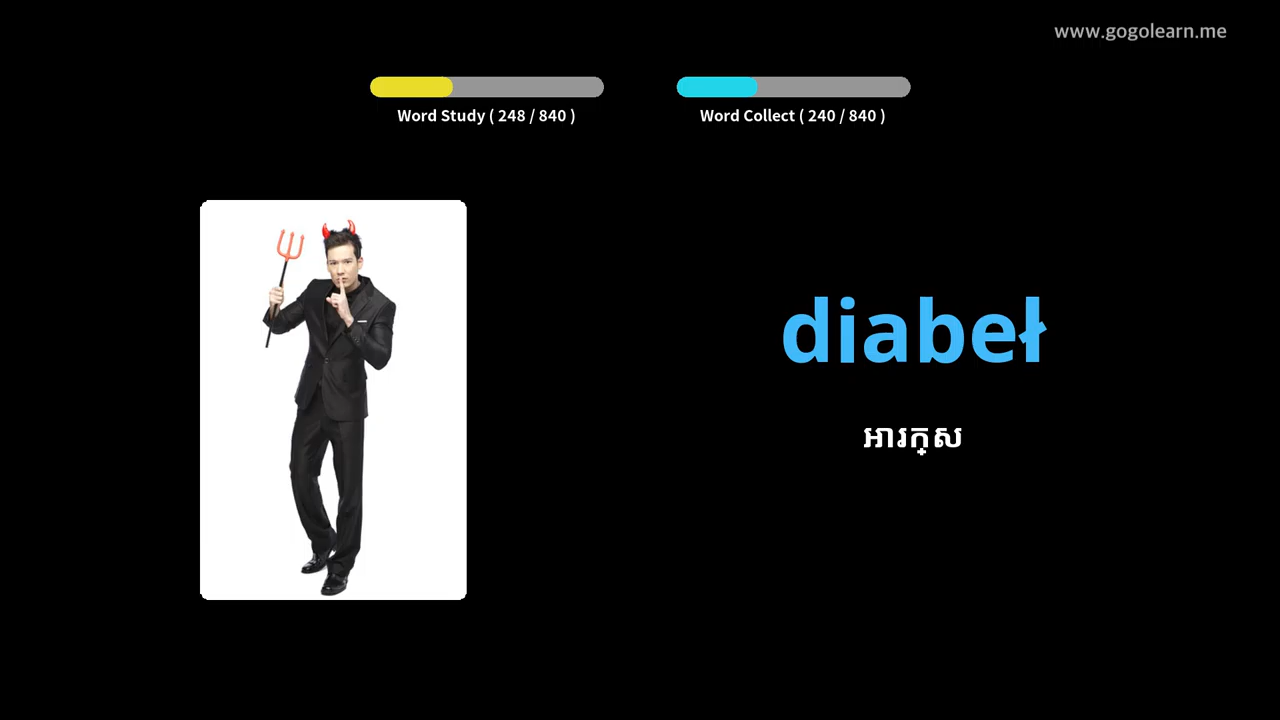 www.gogolearn.me
Word Study ( 248 / 840 )
Word Collect ( 240 / 840 )
diabeł
អារក្ស